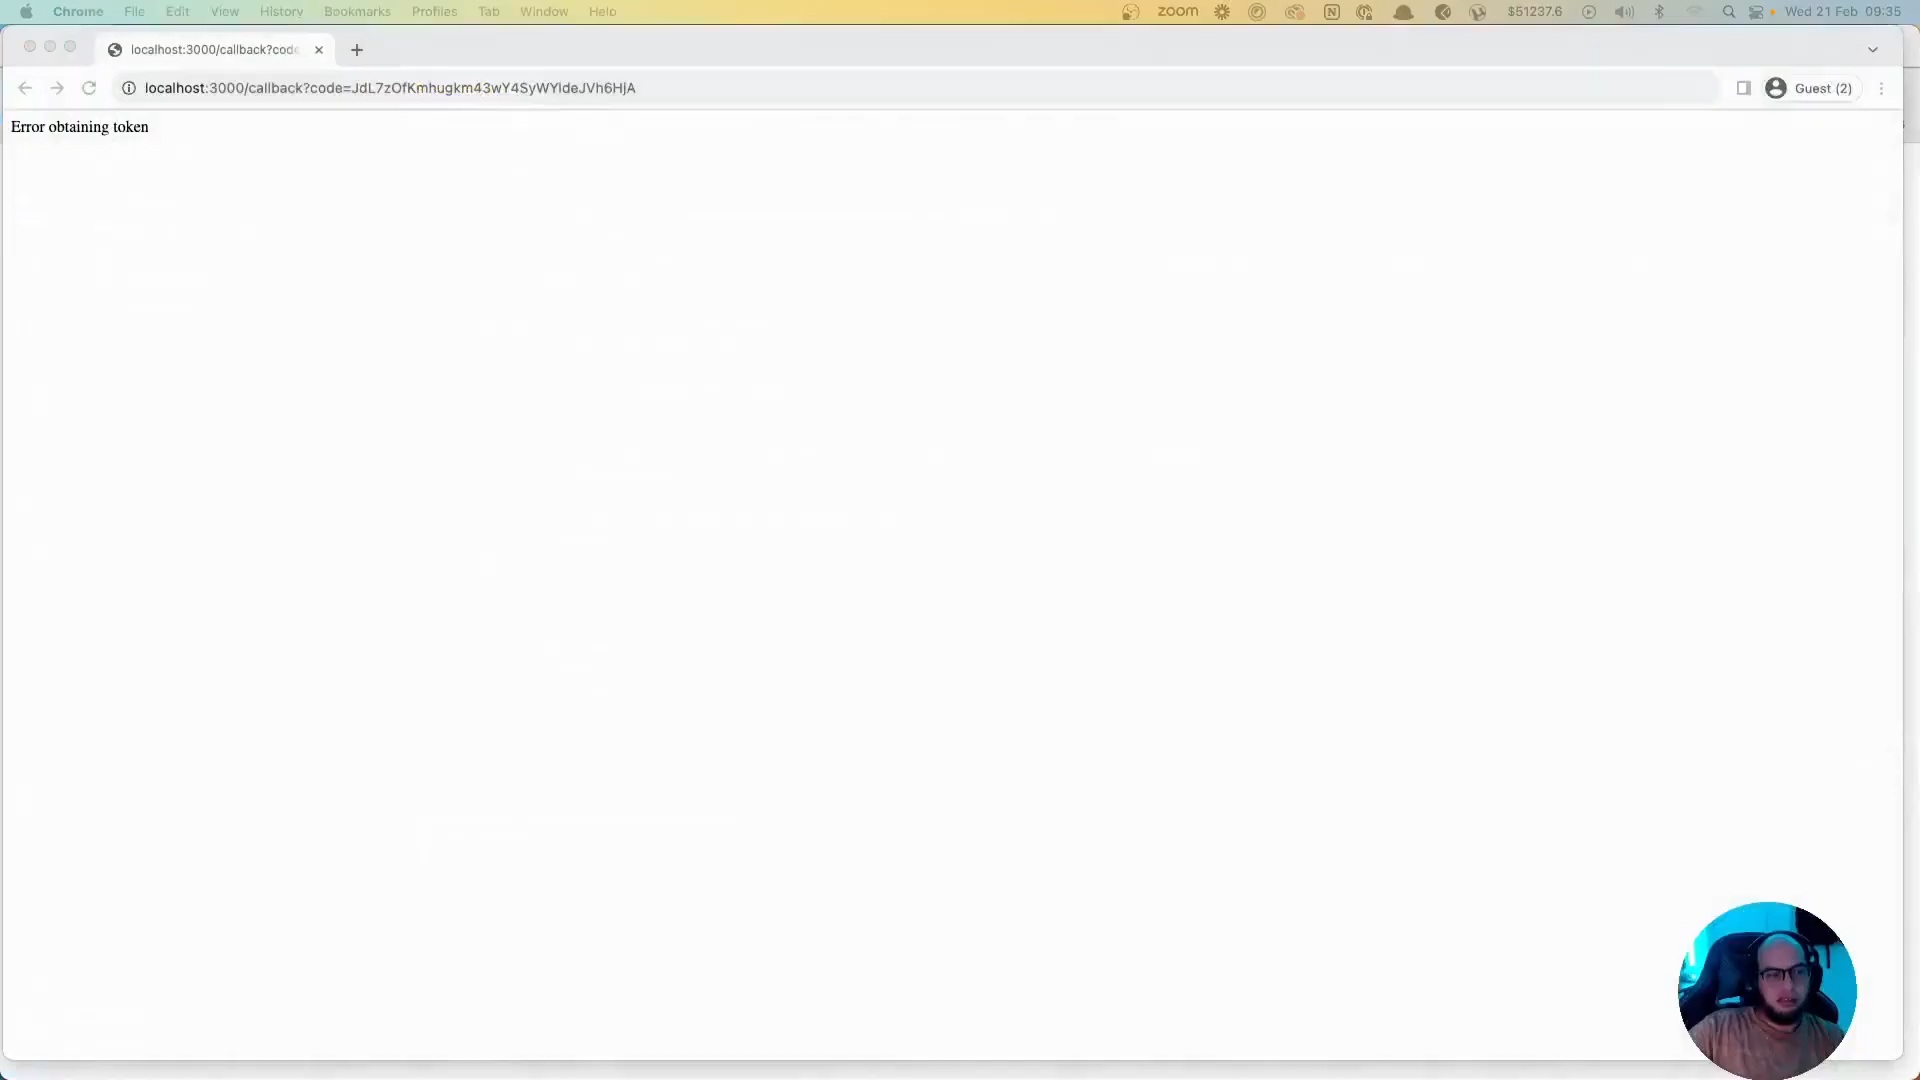 Chrome File Edit View History Bookmarks Profiles Tab Window Help zoom $51237.6 Wed 21 Feb 09:35
localhost:3000/callback?code
localhost:3000/callback?code=JdL7zOfKmhugkm43wY4SyWYIdeJVh6HjA Guest (2)
Error obtaining token